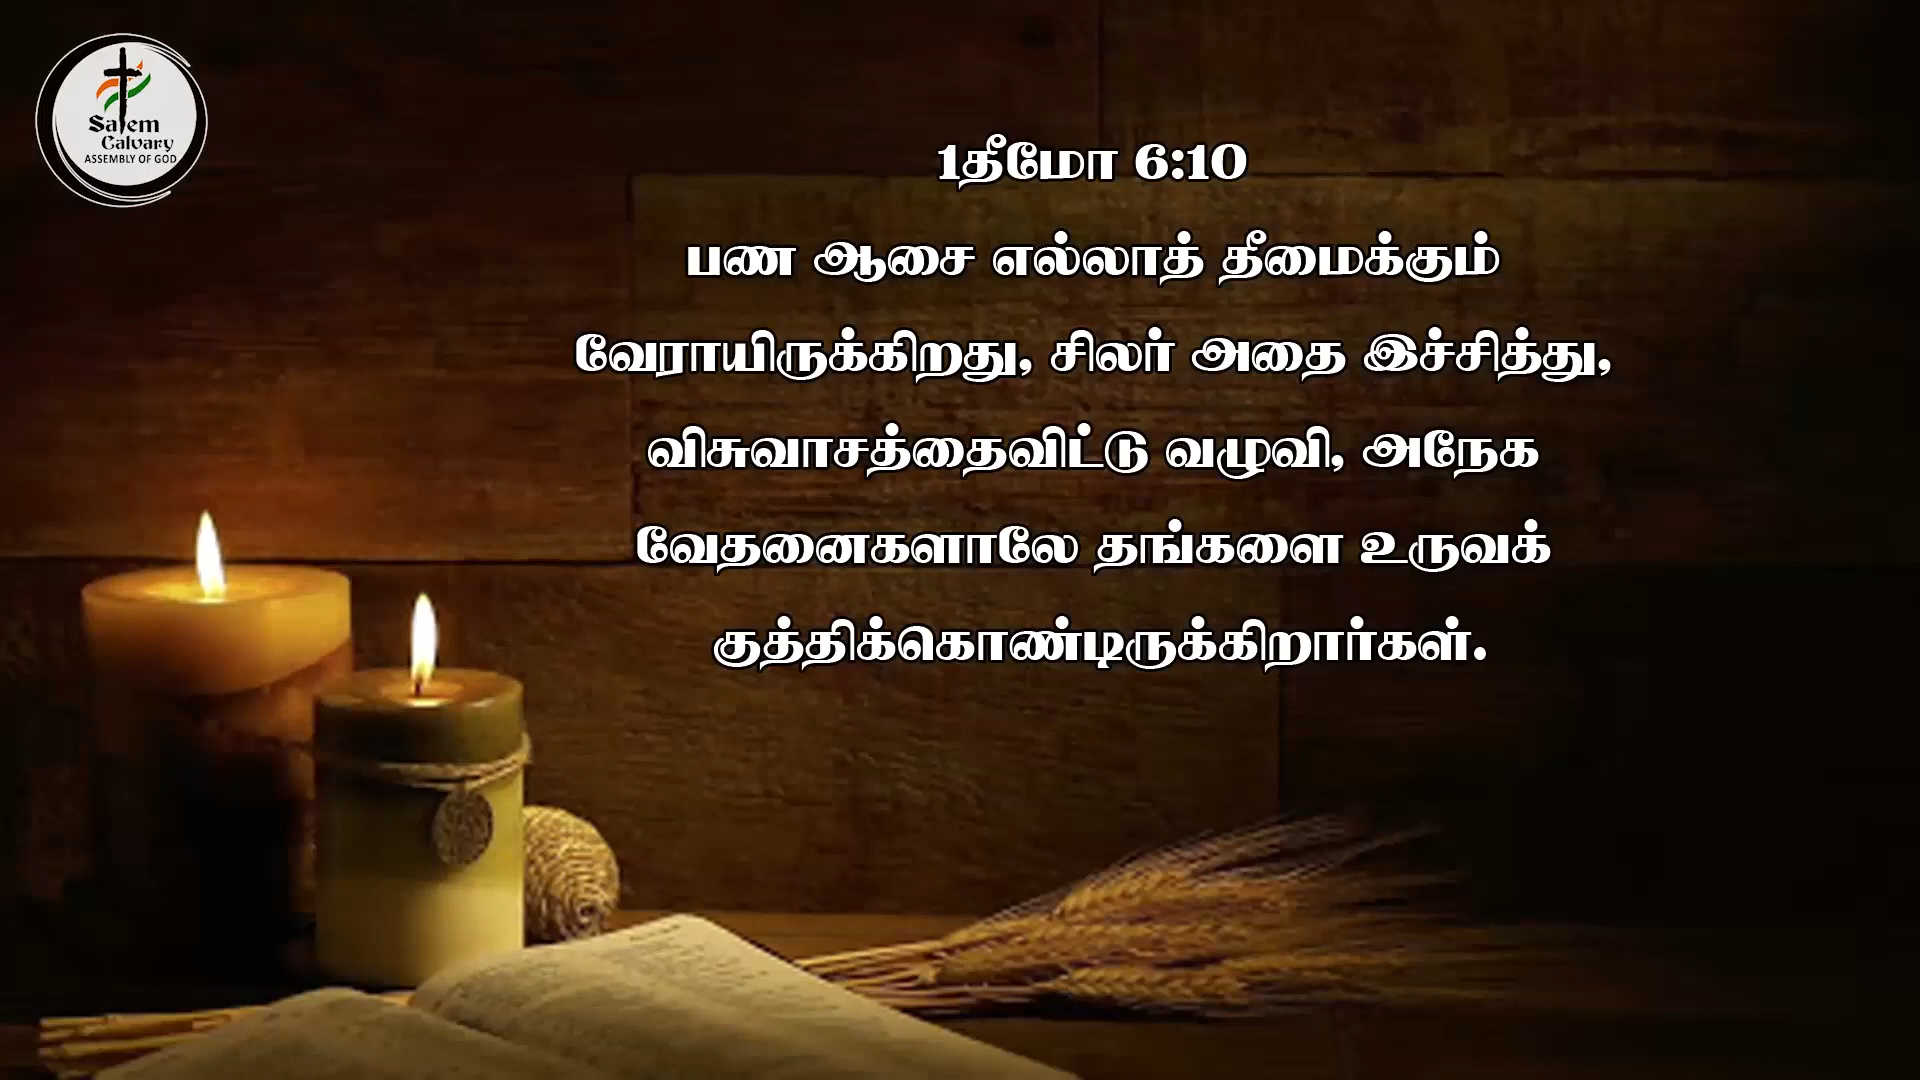 Salem
Calvary
ASSEMBLY OF GOD
1தீமோ 6:10
பண ஆசை எல்லாத் தீமைக்கும்
வேராயிருக்கிறது, சிலர் அதை இச்சித்து,
விசுவாசத்தைவிட்டு வழுவி, அநேக
வேதனைகளாலே தங்களை உருவக்
குத்திக்கொண்டிருக்கிறார்கள்.